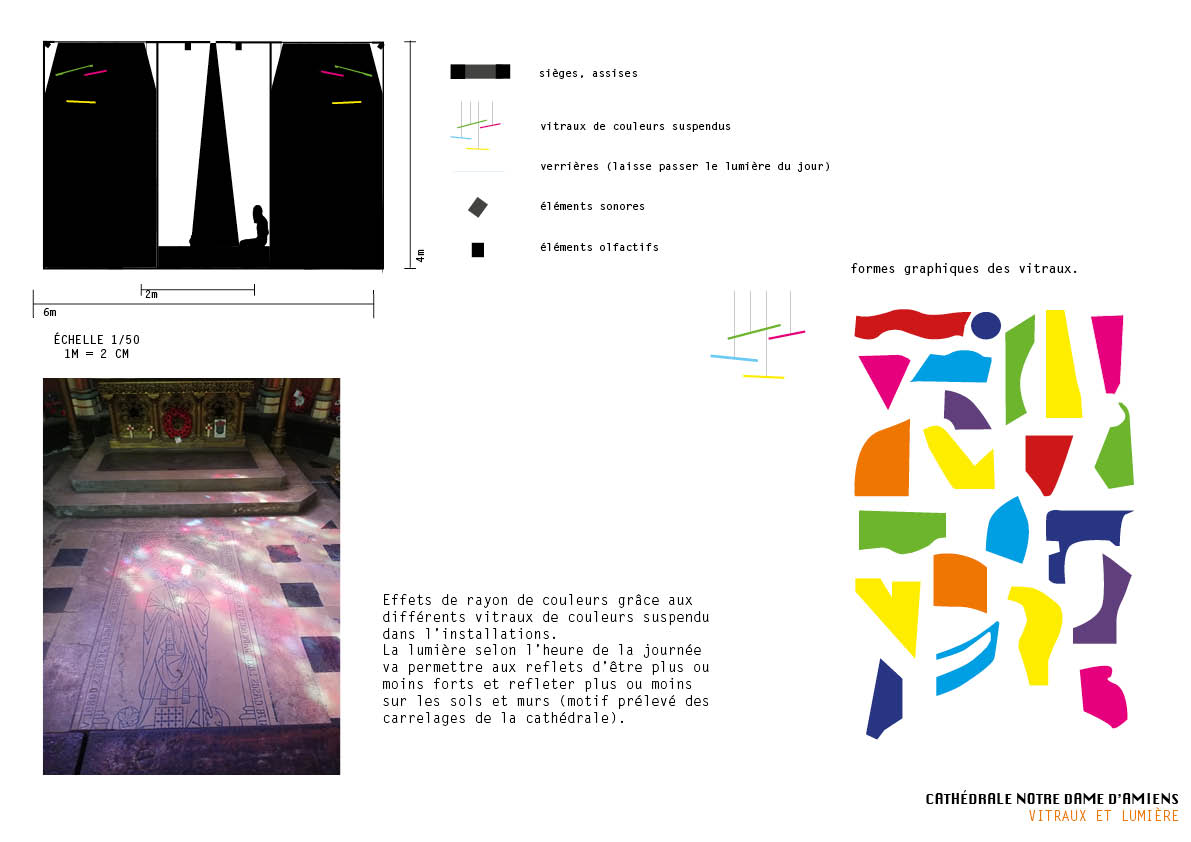 sièges, assises
vitraux de couleurs suspendus
verrières (laisse passer le lumière du jour)
éléments sonores
éléments olfactifs
4m
2m
6m
ÉCHELLE 1/50
1M = 2 CM
formes graphiques des vitraux.
Effets de rayon de couleurs grâce aux
différents vitraux de couleurs suspendu
dans l'installations.
La lumière selon l'heure de la journée
va permettre aux reflets d'être plus ou
moins forts et refleter plus ou moins
sur les sols et murs (motif prélevé des
carrelages de la cathédrale).
CATHÉDRALE NOTRE DAME D'AMIENS
VITRAUX ET LUMIÈRE